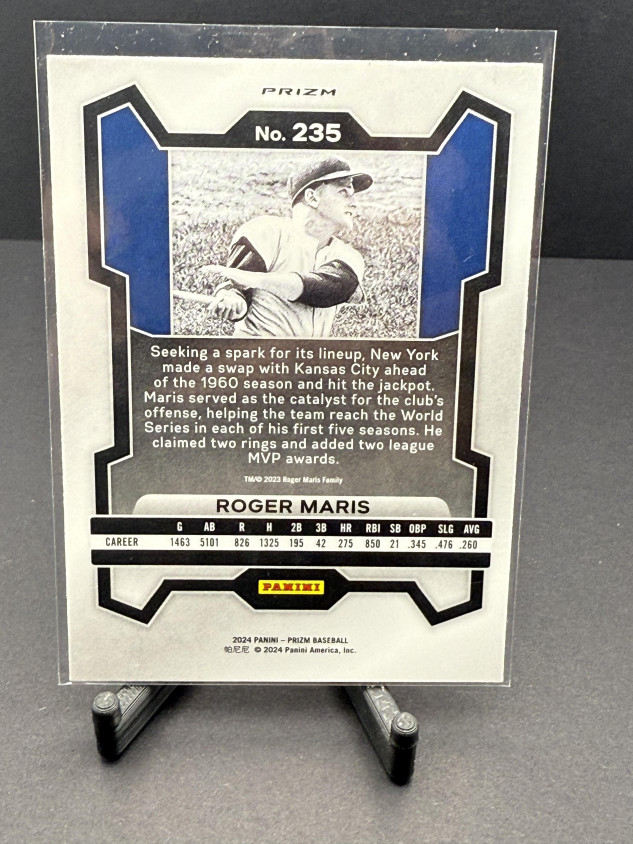 PRIZM
No. 235
Seeking a spark for its lineup, New York
made a swap with Kansas City ahead
of the 1960 season and hit the jackpot.
Maris served as the catalyst for the club's
offense, helping the team reach the World
Series in each of his first five seasons. He
claimed two rings and added two league
MVP awards.
TM/© 2023 Roger Maris Family
ROGER MARIS
G AB R H 2B 3B HR RBI SB OBP SLG AVG
CAREER 1463 5101 826 1325 195 42 275 850 21 .345 .476 .260
PANINI
2024 PANINI – PRIZM BASEBALL
帕尼尼 © 2024 Panini America, Inc.